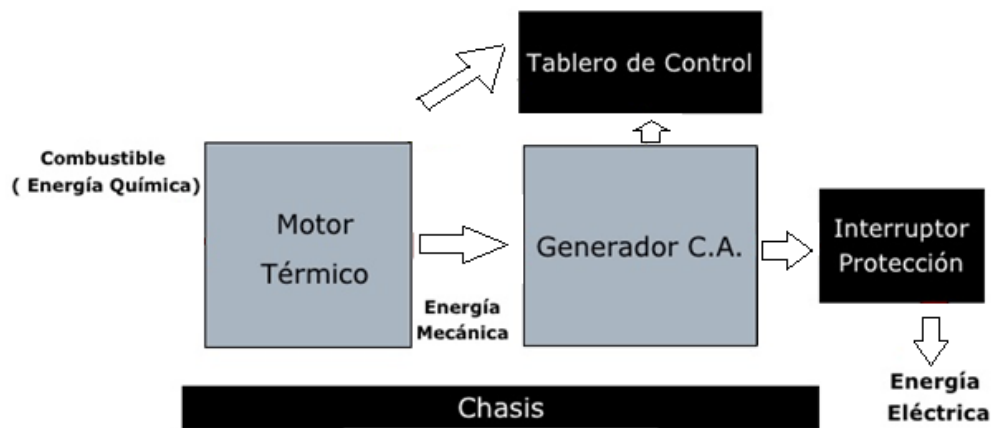 Tablero de Control
Combustible
( Energía Química)
Motor
Térmico
Energía
Mecánica
Generador C.A.
Interruptor
Protección
Energía
Eléctrica
Chasis